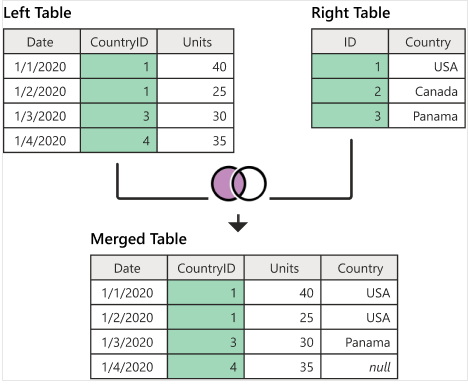 Left Table
Date CountryID Units
1/1/2020 1 40
1/2/2020 1 25
1/3/2020 3 30
1/4/2020 4 35
Right Table
ID Country
1 USA
2 Canada
3 Panama
Merged Table
Date CountryID Units Country
1/1/2020 1 40 USA
1/2/2020 1 25 USA
1/3/2020 3 30 Panama
1/4/2020 4 35 null